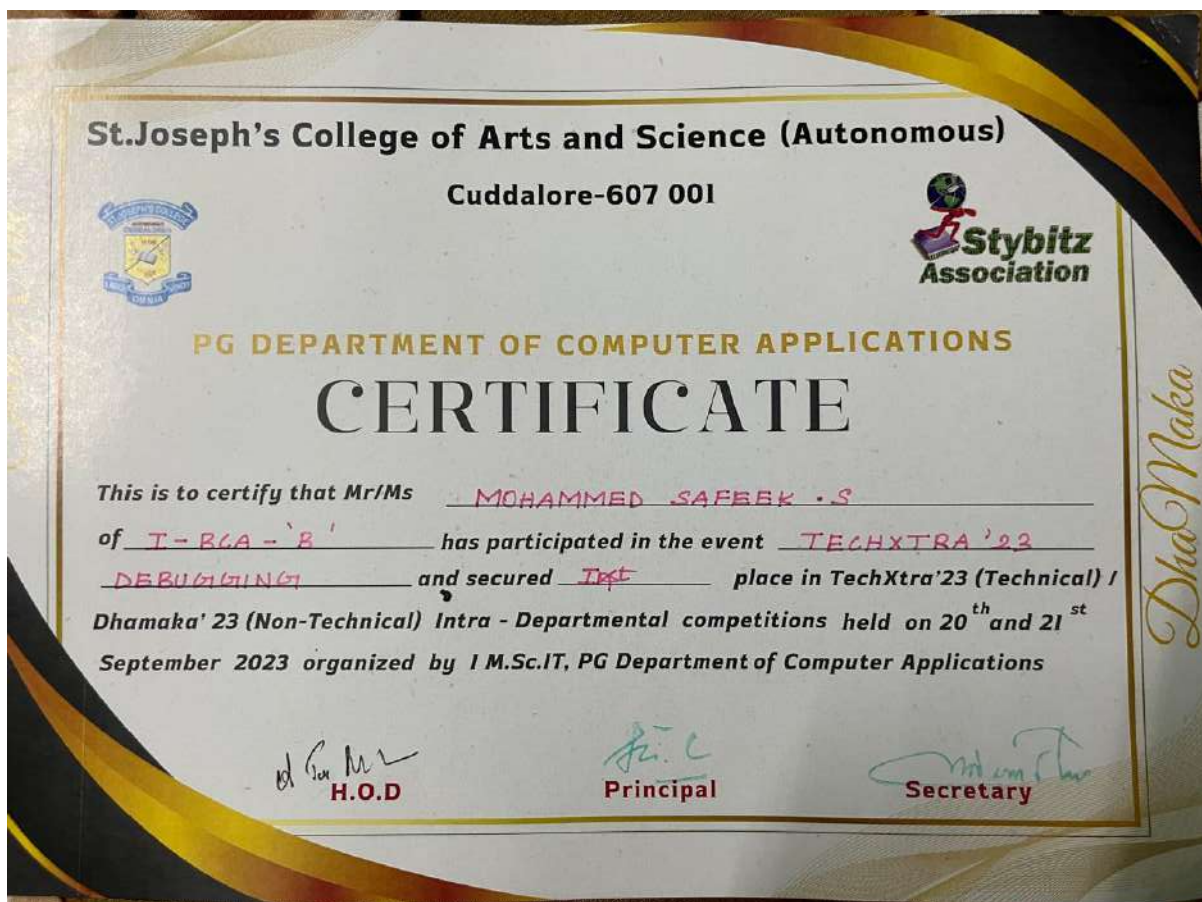 St.Joseph's College of Arts and Science (Autonomous)
Cuddalore-607 001
ST. JOSEPH'S COLLEGE
Stybitz
Association
PG DEPARTMENT OF COMPUTER APPLICATIONS
CERTIFICATE
This is to certify that Mr/Ms MOHAMMED SAFEEK . S
of I - BCA - 'B' has participated in the event TECHXTRA '23
DEBUGGING and secured Ist place in TechXtra'23 (Technical) /
Dhamaka' 23 (Non-Technical) Intra - Departmental competitions held on 20th and 21st
September 2023 organized by I M.Sc.IT, PG Department of Computer Applications
H.O.D Principal Secretary
DhaMaka